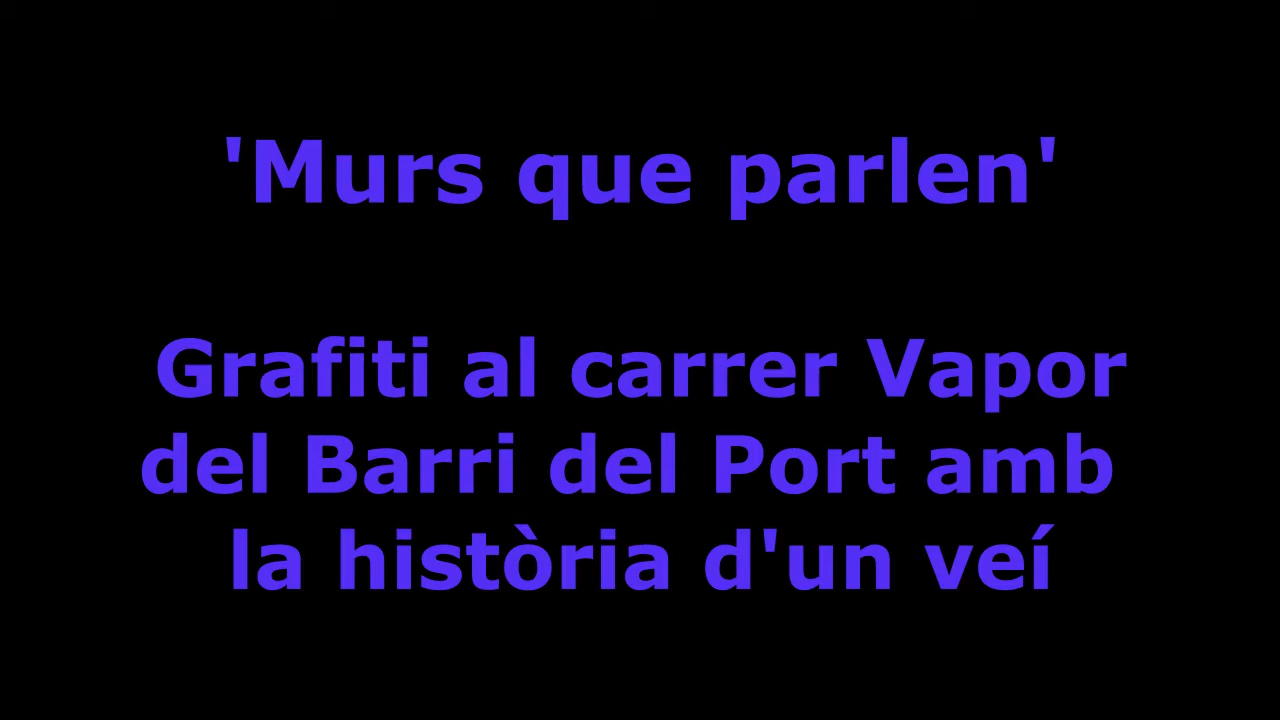 'Murs que parlen'
Grafiti al carrer Vapor
del Barri del Port amb
la història d'un veí